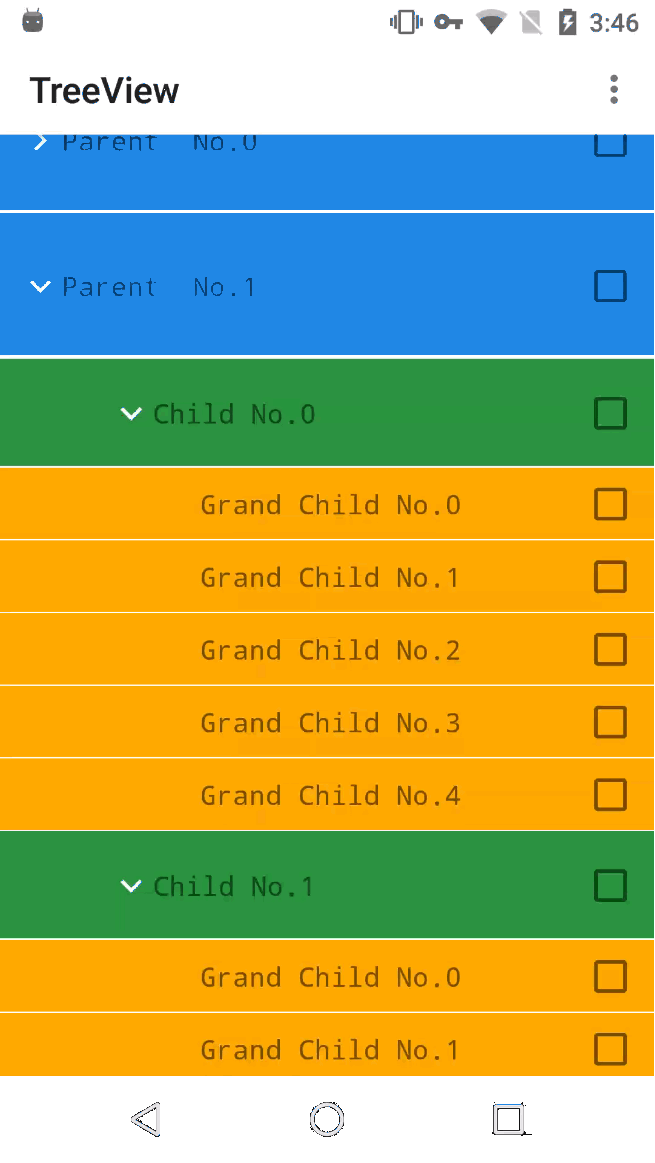 3:46
TreeView
Parent No.0
Parent No.1
Child No.0
Grand Child No.0
Grand Child No.1
Grand Child No.2
Grand Child No.3
Grand Child No.4
Child No.1
Grand Child No.0
Grand Child No.1